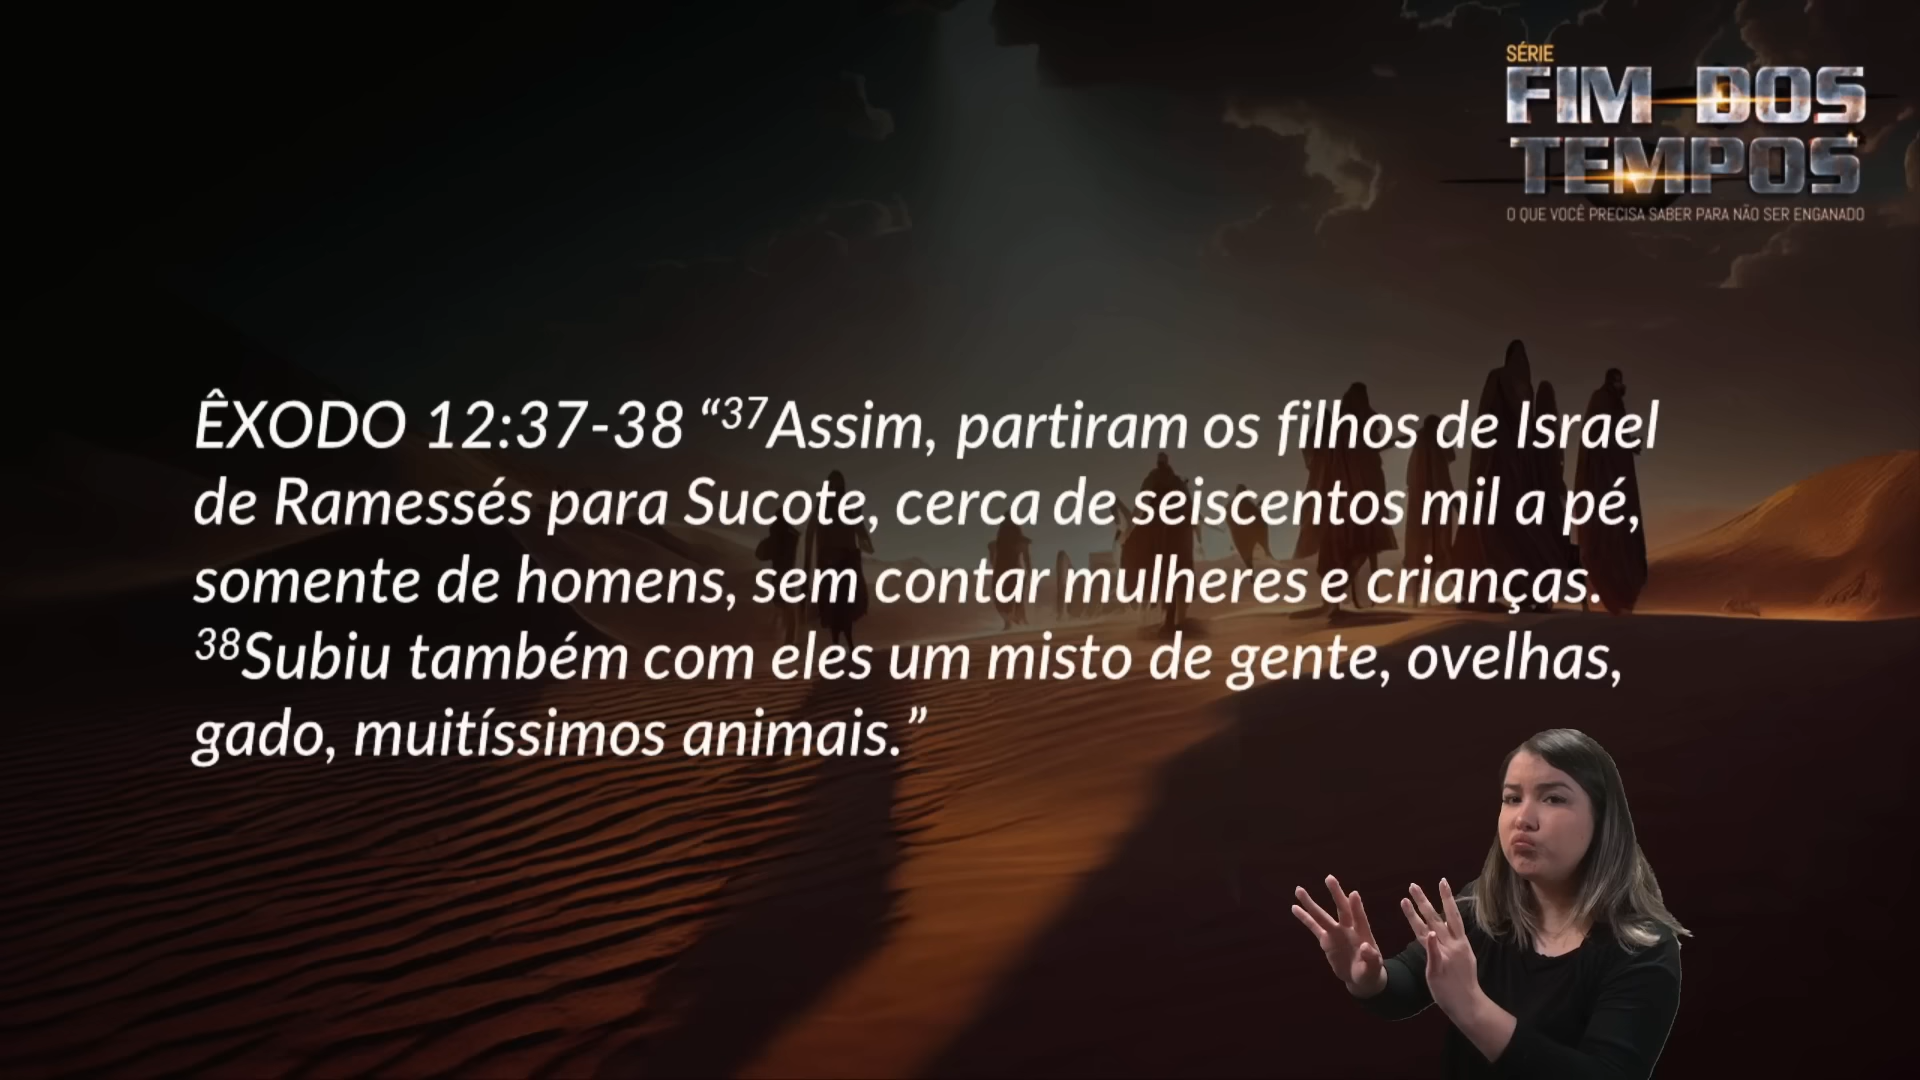 SÉRIE
FIM DOS
TEMPOS
O QUE VOCÊ PRECISA SABER PARA NÃO SER ENGANADO
ÊXODO 12:37-38 “³⁷Assim, partiram os filhos de Israel
de Ramessés para Sucote, cerca de seiscentos mil a pé,
somente de homens, sem contar mulheres e crianças.
³⁸Subiu também com eles um misto de gente, ovelhas,
gado, muitíssimos animais.”